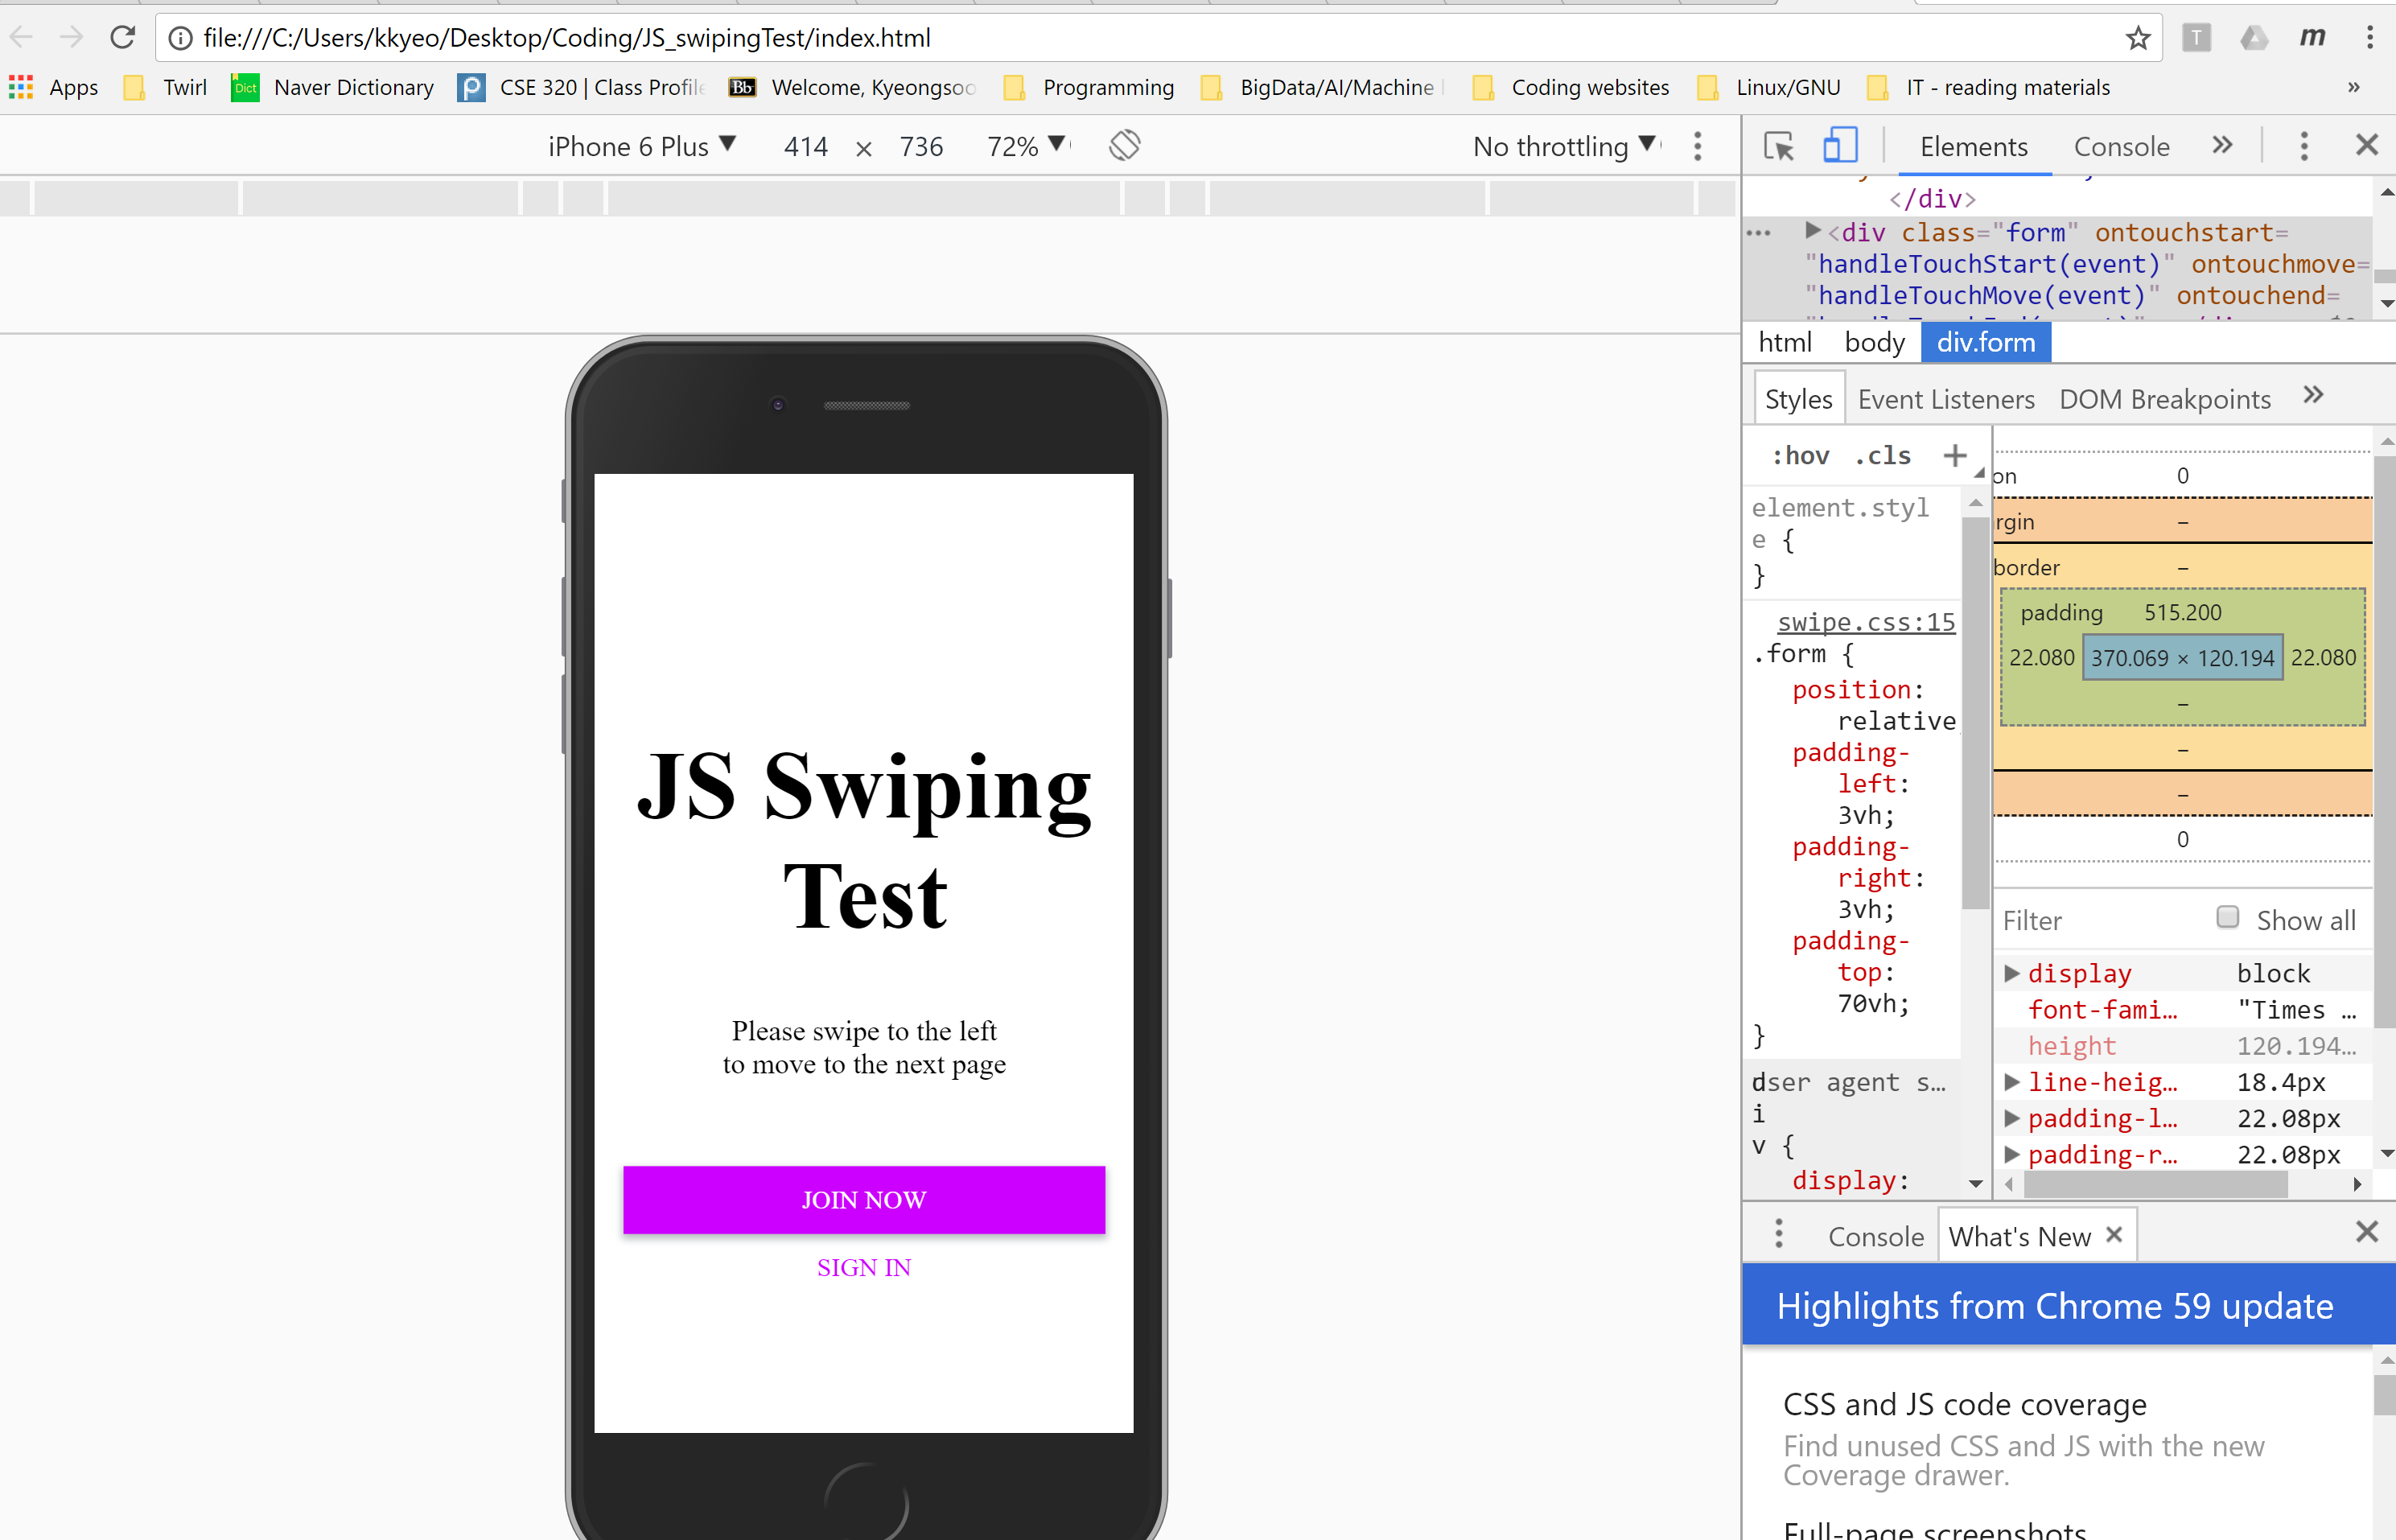 file:///C:/Users/kkyeo/Desktop/Coding/JS_swipingTest/index.html
T
m
Apps Twirl Dict Naver Dictionary CSE 320 | Class Profile Bb Welcome, Kyeongsoo Programming BigData/AI/Machine Coding websites Linux/GNU IT - reading materials »
iPhone 6 Plus ▼ 414 × 736 72% ▼ No throttling ▼
Elements Console »
</div>
<div class="form" ontouchstart=
"handleTouchStart(event)" ontouchmove=
"handleTouchMove(event)" ontouchend=
html body div.form
Styles Event Listeners DOM Breakpoints »
:hov .cls +
element.styl
e {
}
swipe.css:15
.form {
position:
relative
padding-
left:
3vh;
padding-
right:
3vh;
padding-
top:
70vh;
}
user agent s…
d
i
v {
display:
on 0
rgin –
border –
padding 515.200
22.080 370.069 × 120.194 22.080
–
–
–
0
Filter Show all
display block
font-fami… "Times …
height 120.194…
line-heig… 18.4px
padding-l… 22.08px
padding-r… 22.08px
JS Swiping
Test
Please swipe to the left
to move to the next page
JOIN NOW
SIGN IN
Console What's New ×
Highlights from Chrome 59 update
CSS and JS code coverage
Find unused CSS and JS with the new
Coverage drawer.
Full-page screenshots